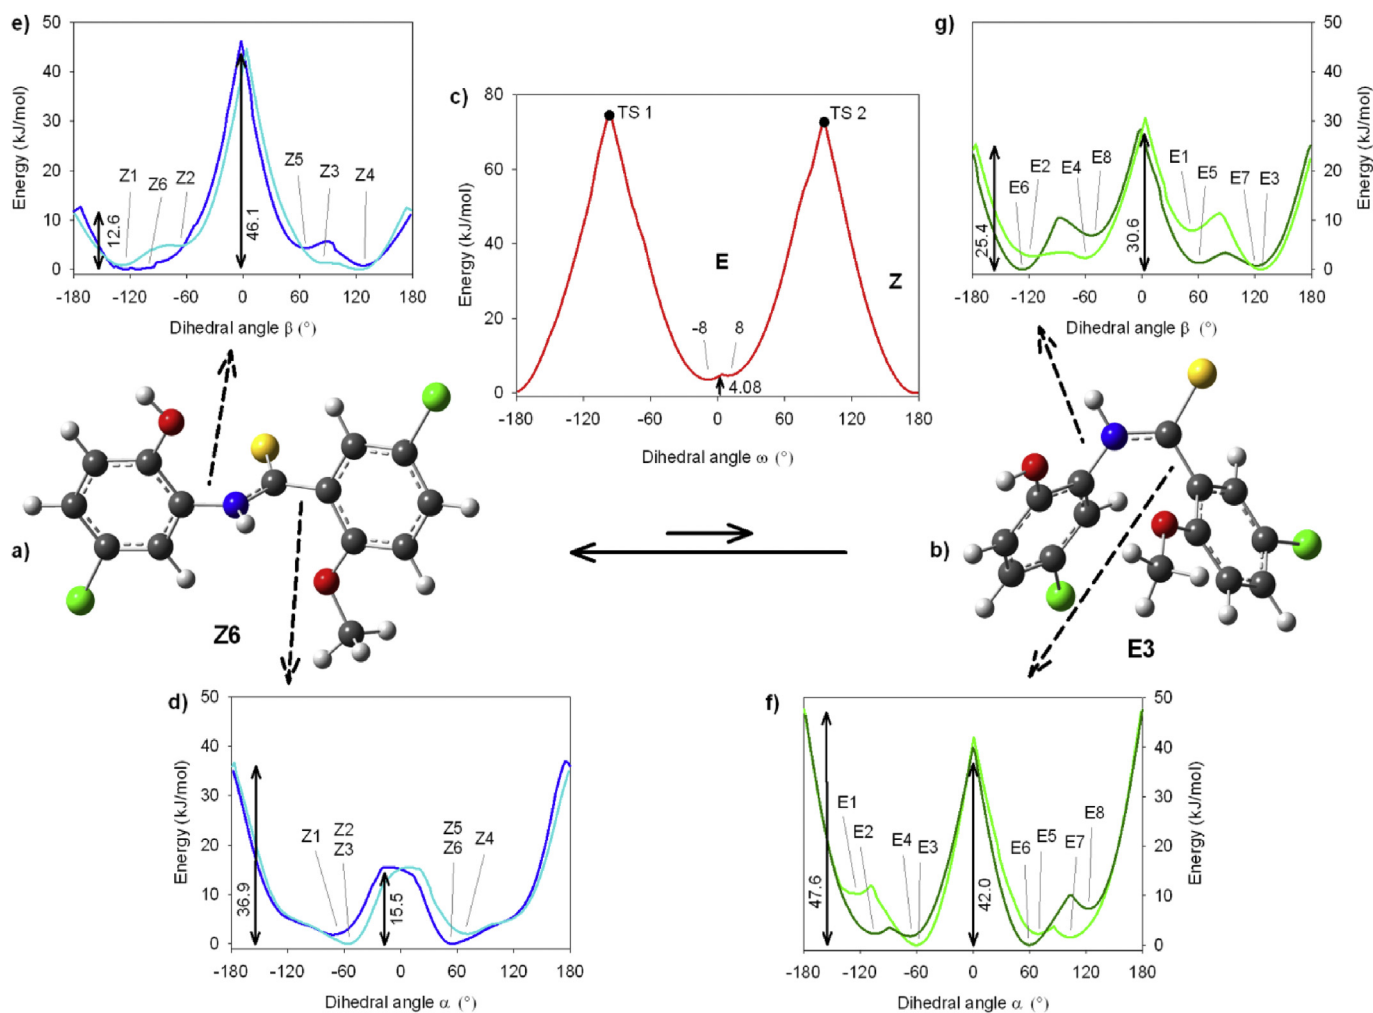 e)
50
40
30
20
10
0
Energy (kJ/mol)
Z1
Z6
Z2
Z5
Z3
Z4
12.6
46.1
-180 -120 -60 0 60 120 180
Dihedral angle β (°)
c)
80
60
40
20
0
Energy (kJ/mol)
TS 1
TS 2
E
Z
-8
8
4.08
-180 -120 -60 0 60 120 180
Dihedral angle ω (°)
g)
50
40
30
20
10
0
Energy (kJ/mol)
E6
E2
E4
E8
E1
E5
E7
E3
25.4
30.6
-180 -120 -60 0 60 120 180
Dihedral angle β (°)
a)
Z6
b)
E3
d)
50
40
30
20
10
0
Energy (kJ/mol)
Z1
Z2
Z3
Z5
Z6
Z4
36.9
15.5
-180 -120 -60 0 60 120 180
Dihedral angle α (°)
f)
50
40
30
20
10
0
Energy (kJ/mol)
E1
E2
E4
E3
E6
E5
E7
E8
47.6
42.0
-180 -120 -60 0 60 120 180
Dihedral angle α (°)